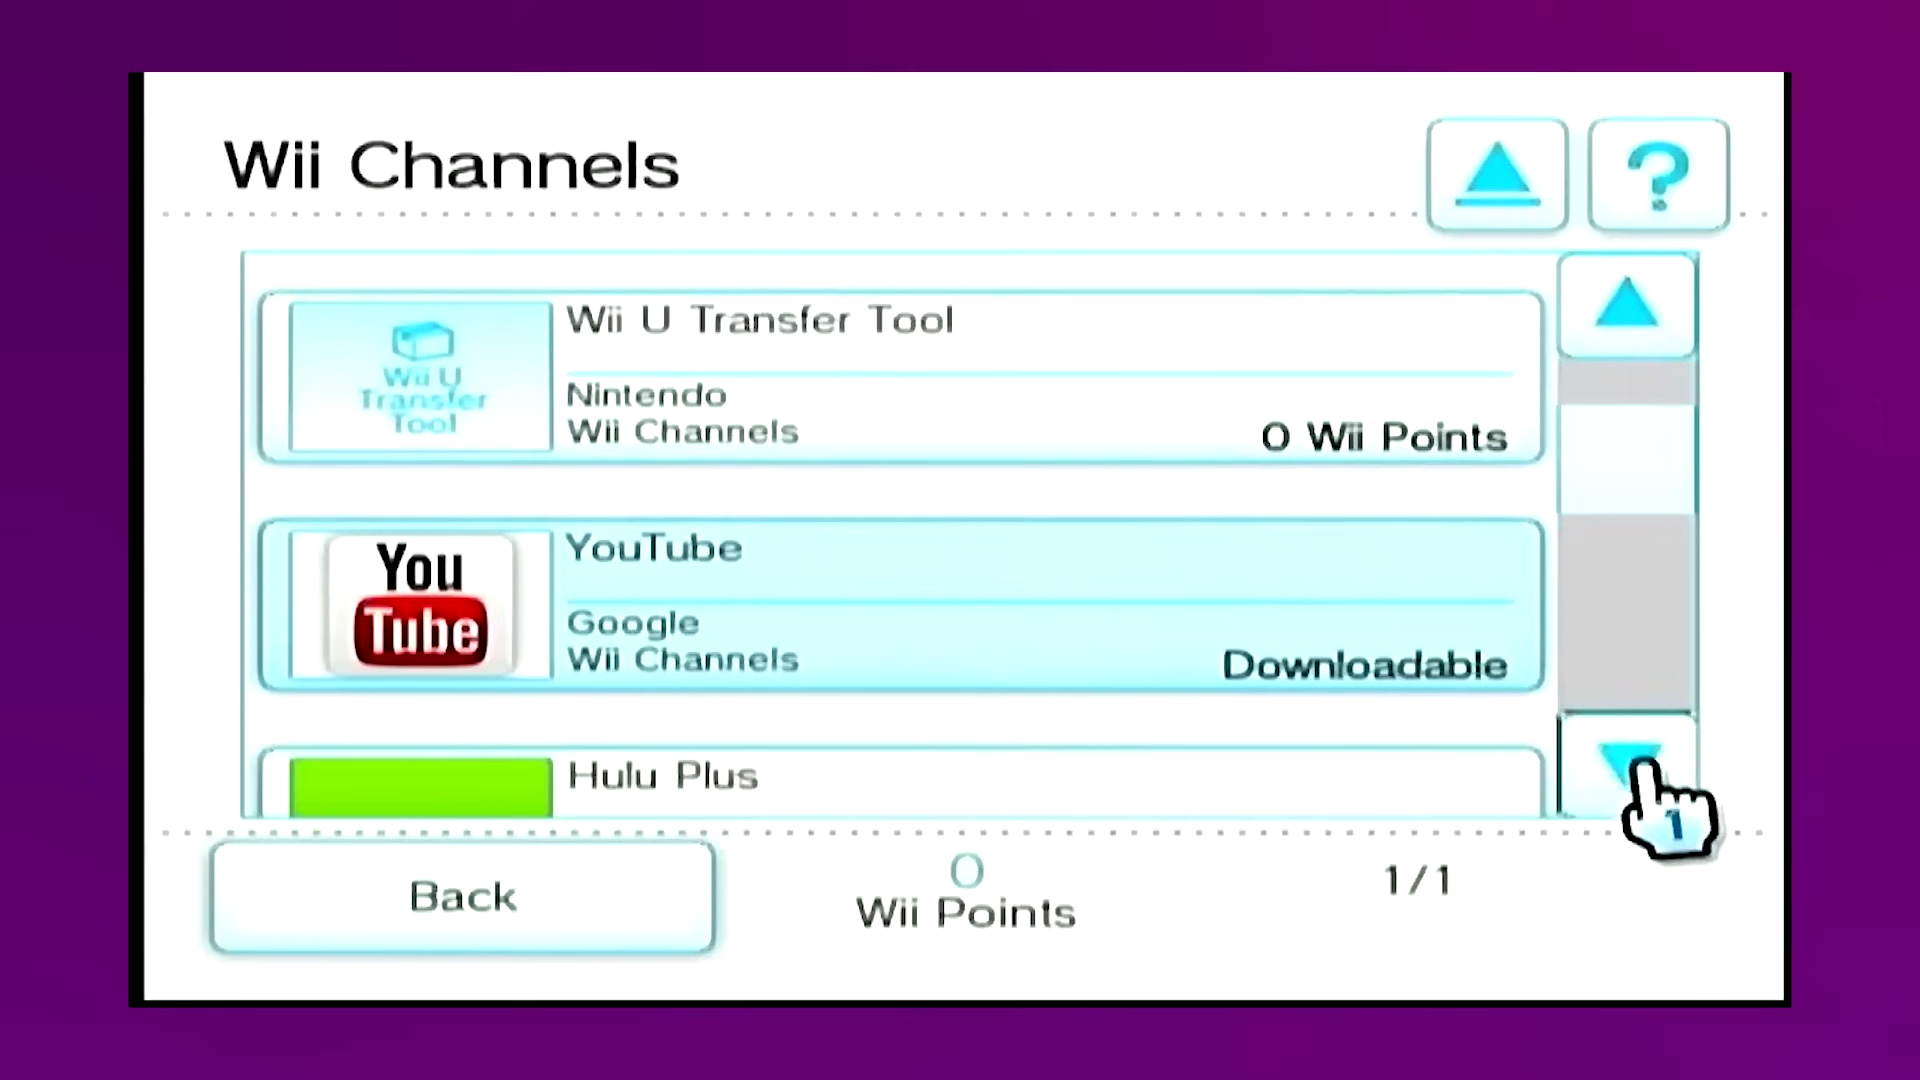 Wii Channels
?
Wii U Transfer Tool
Wii U
Transfer
Tool
Nintendo
Wii Channels
0 Wii Points
You
Tube
YouTube
Google
Wii Channels
Downloadable
Hulu Plus
1
Back
0
Wii Points
1/1